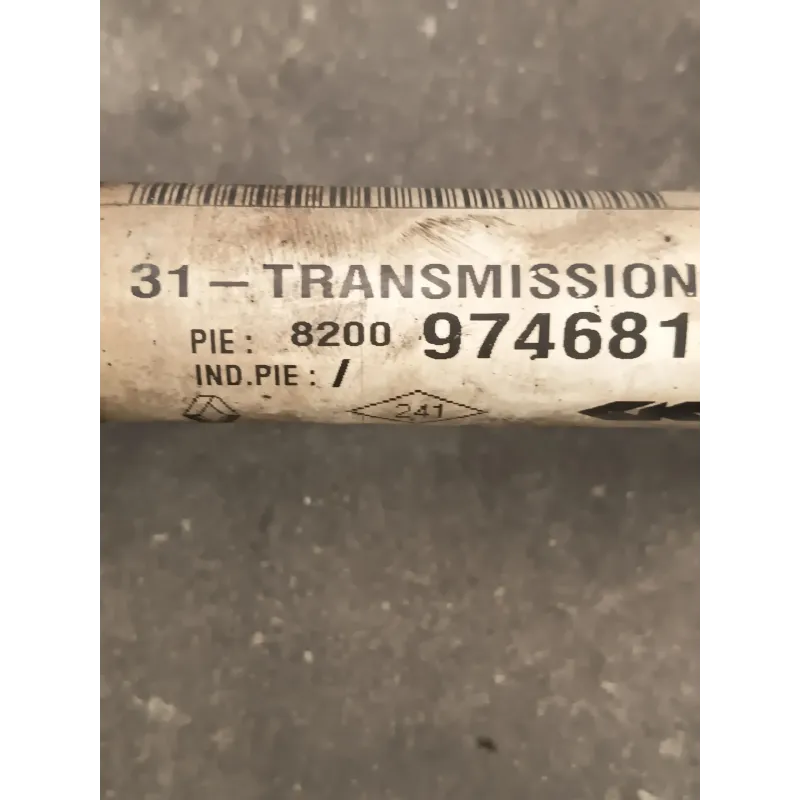 31 – TRANSMISSION
PIE : 8200 974681
IND.PIE : /
241